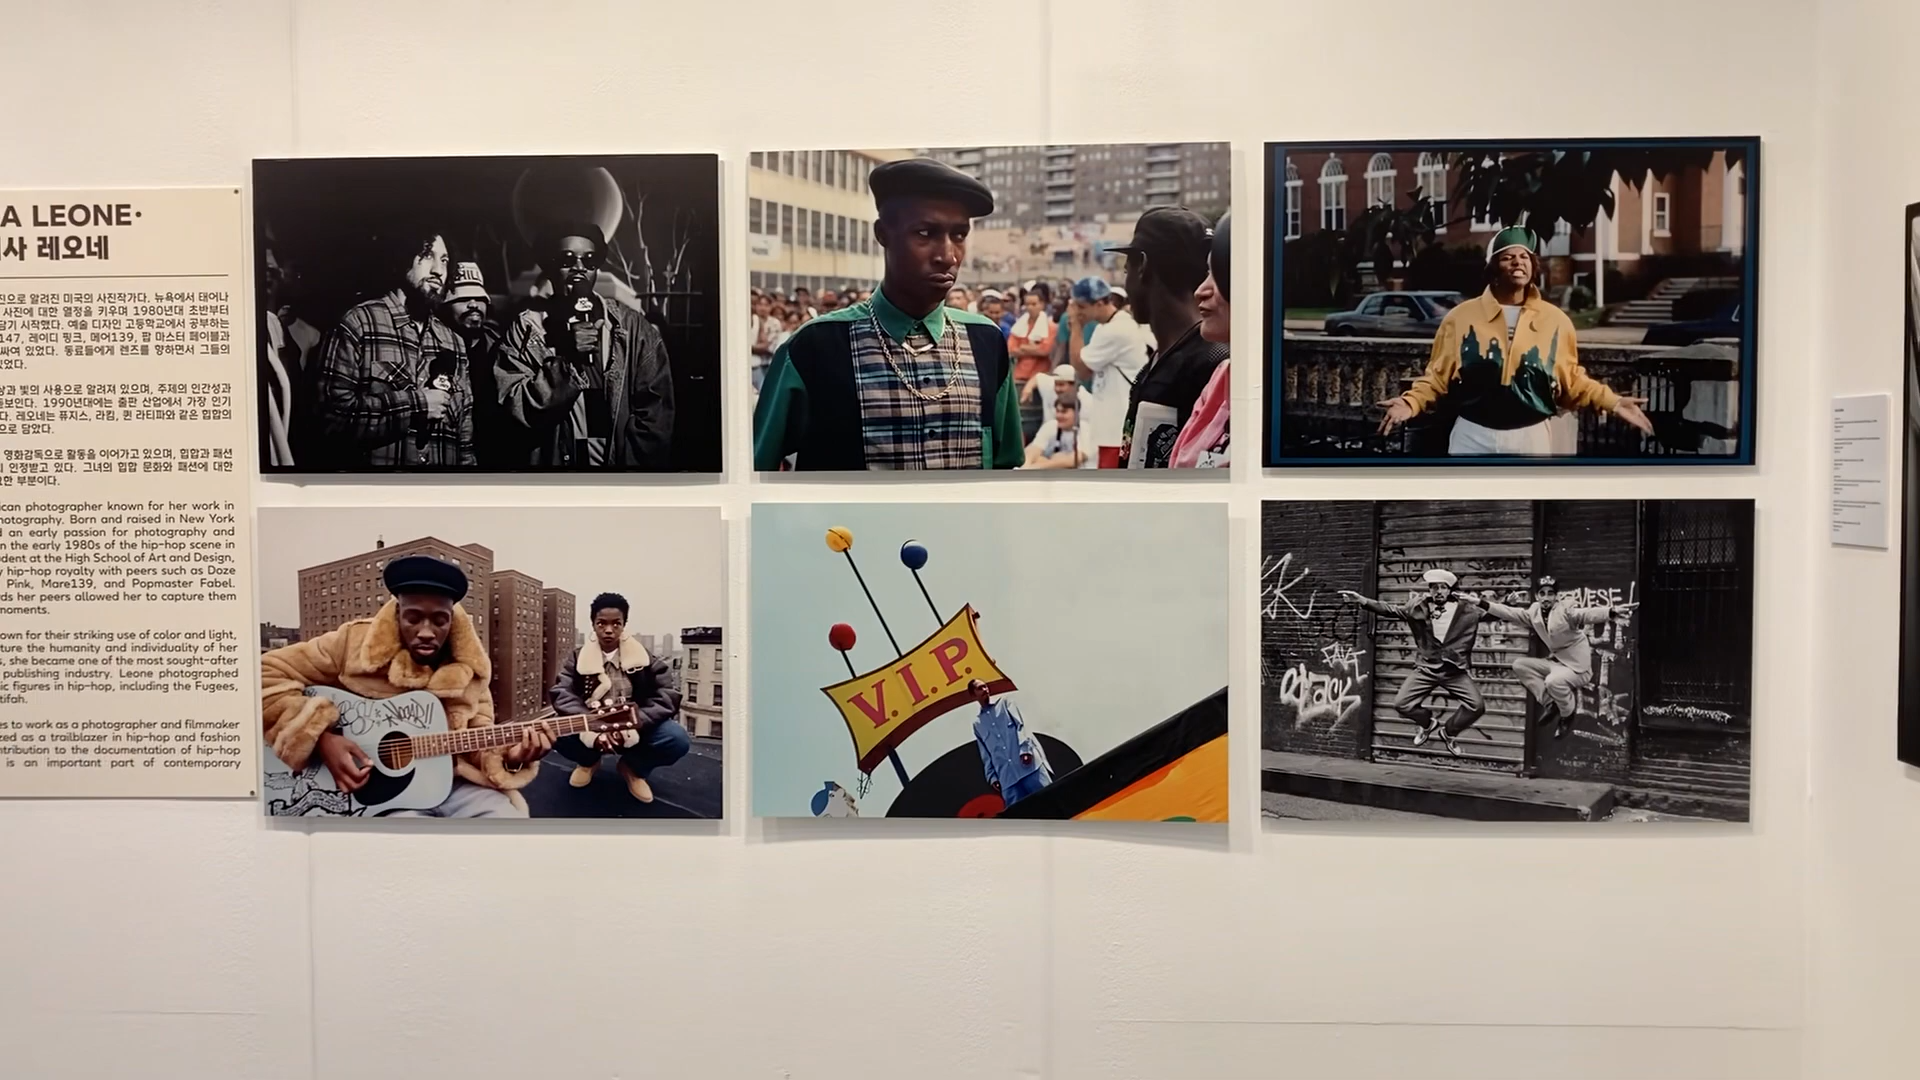 A LEONE·
사 레오네
진으로 알려진 미국의 사진작가다. 뉴욕에서 태어나
사진에 대한 열정을 키우며 1980년대 초반부터
담기 시작했다. 예술 디자인 고등학교에서 공부하는
147, 레이디 핑크, 메어139, 팝 마스터 페이블과
싸여 있었다. 동료들에게 렌즈를 향하면서 그들의
있었다.
상과 빛의 사용으로 알려져 있으며, 주제의 인간성과
돋보인다. 1990년대에는 출판 산업에서 가장 인기
다. 레오네는 퓨지스, 라킴, 퀸 라티파와 같은 힙합의
으로 담았다.
영화감독으로 활동을 이어가고 있으며, 힙합과 패션
인정받고 있다. 그녀의 힙합 문화와 패션에 대한
요한 부분이다.
ican photographer known for her work in
hotography. Born and raised in New York
d an early passion for photography and
n the early 1980s of the hip-hop scene in
udent at the High School of Art and Design,
y hip-hop royalty with peers such as Doze
Pink, Mare139, and Popmaster Fabel.
rds her peers allowed her to capture them
moments.
own for their striking use of color and light,
ture the humanity and individuality of her
s, she became one of the most sought-after
publishing industry. Leone photographed
ic figures in hip-hop, including the Fugees,
tifah.
es to work as a photographer and filmmaker
zed as a trailblazer in hip-hop and fashion
ntribution to the documentation of hip-hop
is an important part of contemporary
V.I.P.
BLACK